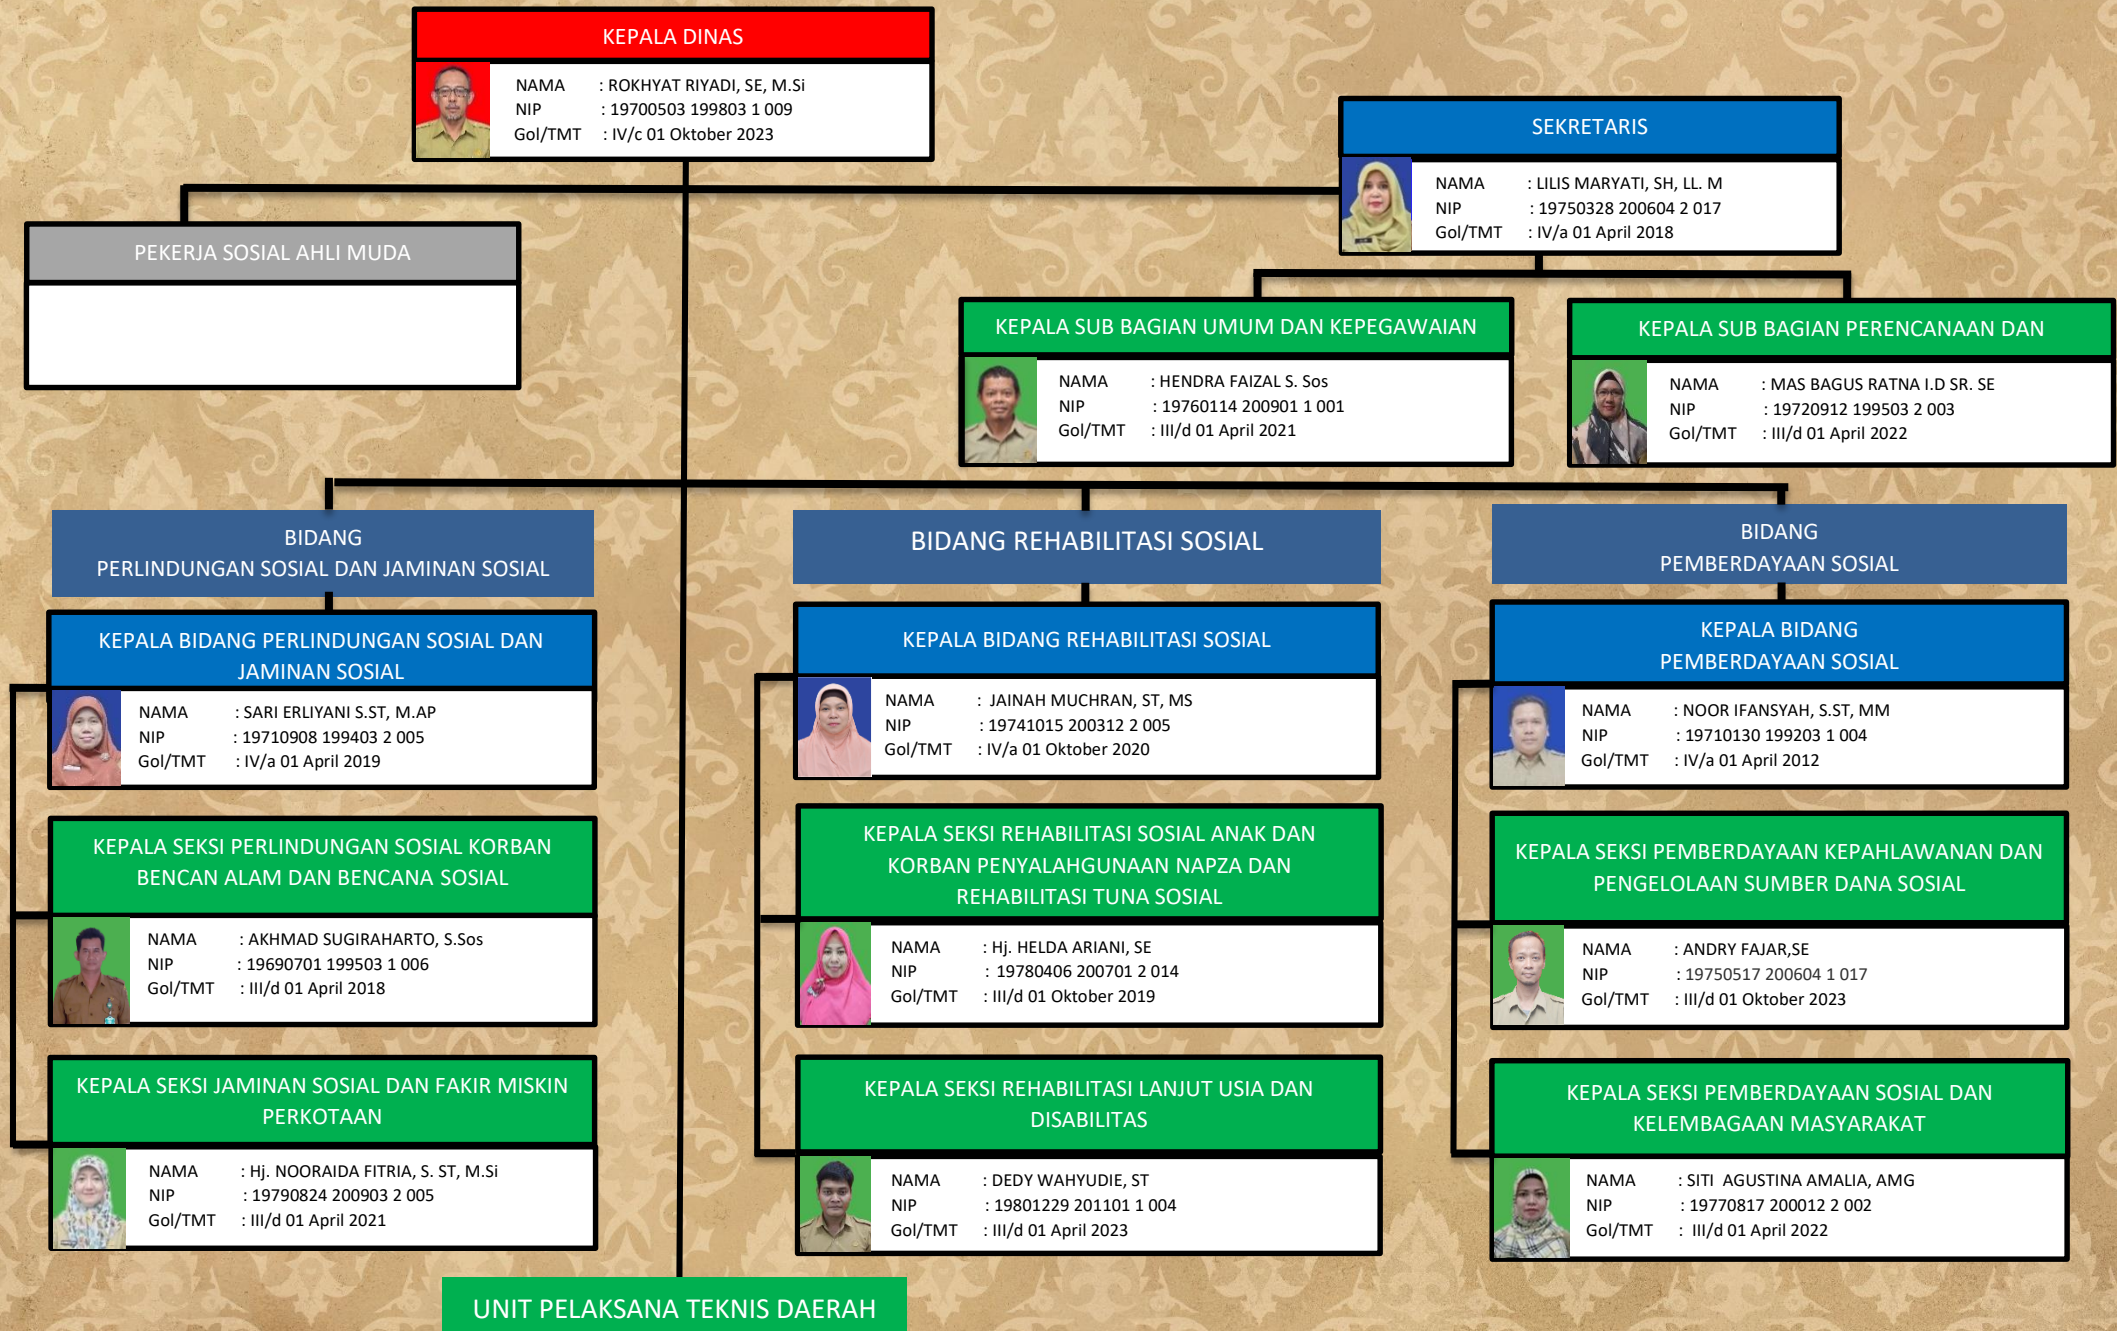 KEPALA DINAS
NAMA : ROKHYAT RIYADI, SE, M.Si
NIP : 19700503 199803 1 009
Gol/TMT : IV/c 01 Oktober 2023
SEKRETARIS
NAMA : LILIS MARYATI, SH, LL. M
NIP : 19750328 200604 2 017
Gol/TMT : IV/a 01 April 2018
PEKERJA SOSIAL AHLI MUDA
KEPALA SUB BAGIAN UMUM DAN KEPEGAWAIAN
NAMA : HENDRA FAIZAL S. Sos
NIP : 19760114 200901 1 001
Gol/TMT : III/d 01 April 2021
KEPALA SUB BAGIAN PERENCANAAN DAN
NAMA : MAS BAGUS RATNA I.D SR. SE
NIP : 19720912 199503 2 003
Gol/TMT : III/d 01 April 2022
BIDANG
PERLINDUNGAN SOSIAL DAN JAMINAN SOSIAL
KEPALA BIDANG PERLINDUNGAN SOSIAL DAN
JAMINAN SOSIAL
NAMA : SARI ERLIYANI S.ST, M.AP
NIP : 19710908 199403 2 005
Gol/TMT : IV/a 01 April 2019
KEPALA SEKSI PERLINDUNGAN SOSIAL KORBAN
BENCAN ALAM DAN BENCANA SOSIAL
NAMA : AKHMAD SUGIRAHARTO, S.Sos
NIP : 19690701 199503 1 006
Gol/TMT : III/d 01 April 2018
KEPALA SEKSI JAMINAN SOSIAL DAN FAKIR MISKIN
PERKOTAAN
NAMA : Hj. NOORAIDA FITRIA, S. ST, M.Si
NIP : 19790824 200903 2 005
Gol/TMT : III/d 01 April 2021
BIDANG REHABILITASI SOSIAL
KEPALA BIDANG REHABILITASI SOSIAL
NAMA : JAINAH MUCHRAN, ST, MS
NIP : 19741015 200312 2 005
Gol/TMT : IV/a 01 Oktober 2020
KEPALA SEKSI REHABILITASI SOSIAL ANAK DAN
KORBAN PENYALAHGUNAAN NAPZA DAN
REHABILITASI TUNA SOSIAL
NAMA : Hj. HELDA ARIANI, SE
NIP : 19780406 200701 2 014
Gol/TMT : III/d 01 Oktober 2019
KEPALA SEKSI REHABILITASI LANJUT USIA DAN
DISABILITAS
NAMA : DEDY WAHYUDIE, ST
NIP : 19801229 201101 1 004
Gol/TMT : III/d 01 April 2023
BIDANG
PEMBERDAYAAN SOSIAL
KEPALA BIDANG
PEMBERDAYAAN SOSIAL
NAMA : NOOR IFANSYAH, S.ST, MM
NIP : 19710130 199203 1 004
Gol/TMT : IV/a 01 April 2012
KEPALA SEKSI PEMBERDAYAAN KEPAHLAWANAN DAN
PENGELOLAAN SUMBER DANA SOSIAL
NAMA : ANDRY FAJAR,SE
NIP : 19750517 200604 1 017
Gol/TMT : III/d 01 Oktober 2023
KEPALA SEKSI PEMBERDAYAAN SOSIAL DAN
KELEMBAGAAN MASYARAKAT
NAMA : SITI AGUSTINA AMALIA, AMG
NIP : 19770817 200012 2 002
Gol/TMT : III/d 01 April 2022
UNIT PELAKSANA TEKNIS DAERAH